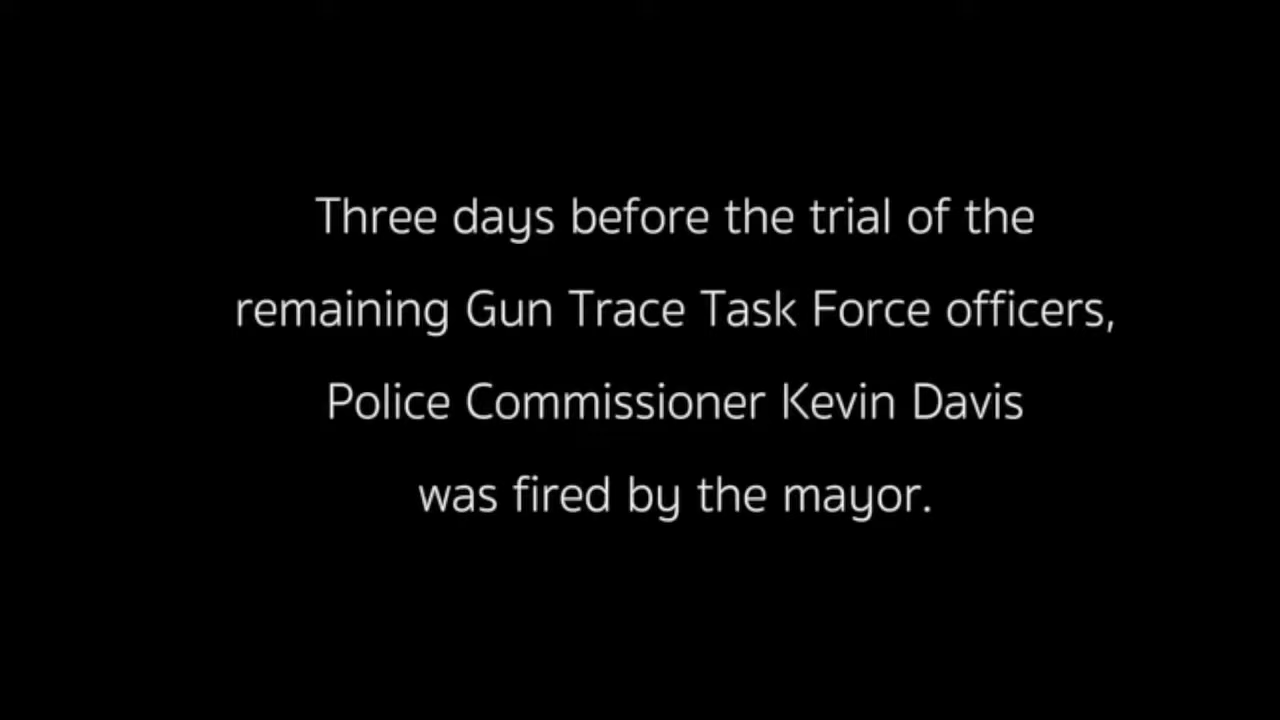 Three days before the trial of the
remaining Gun Trace Task Force officers,
Police Commissioner Kevin Davis
was fired by the mayor.